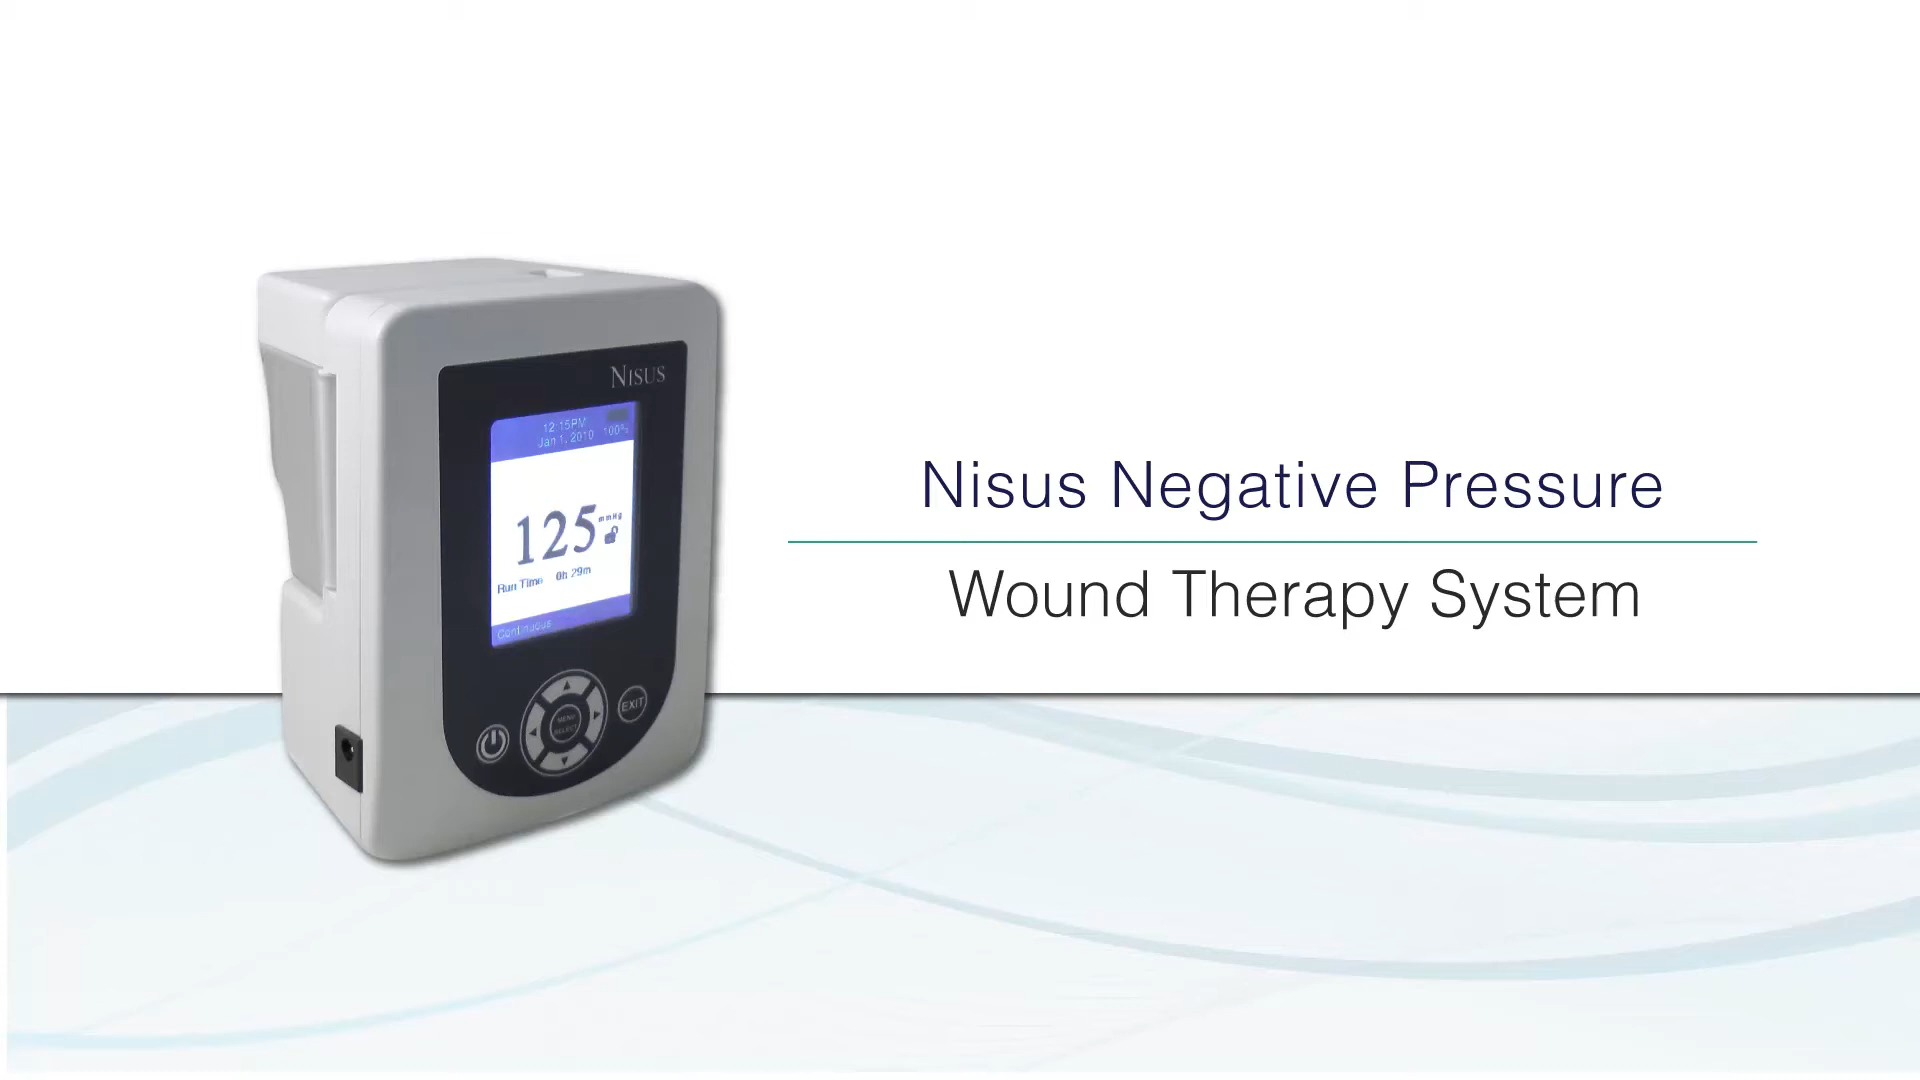 NISUS
12:15PM
Jan 1, 2010 100%
125 mmHg
Run Time 0h 29m
Continuous
MENU
SELECT
EXIT
Nisus Negative Pressure
Wound Therapy System